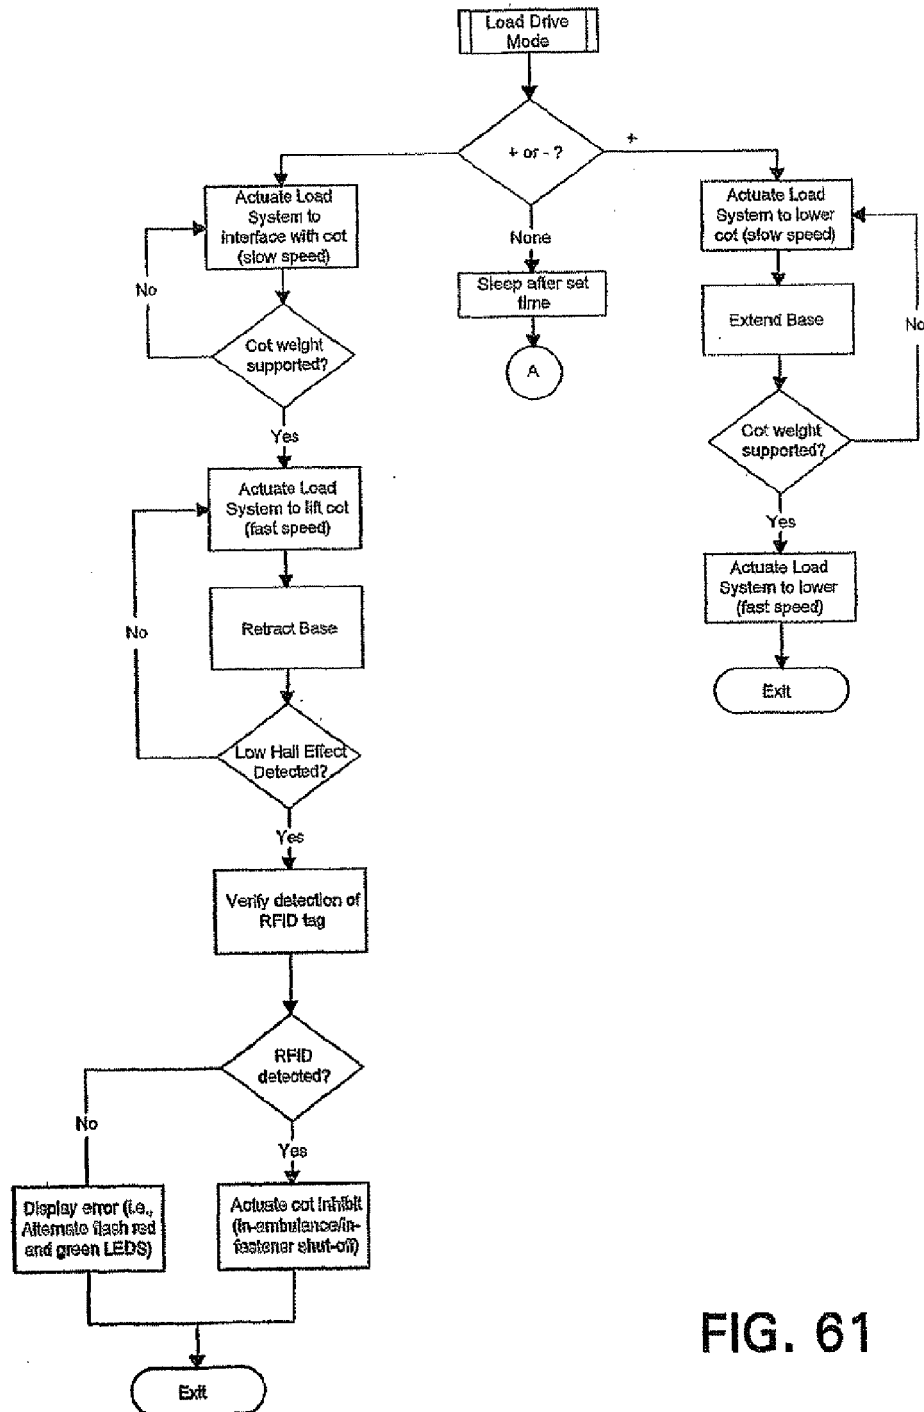 Load Drive
Mode
+ or - ?
+
Actuate Load
System to
interface with cot
(slow speed)
No
Cot weight
supported?
Yes
Actuate Load
System to lift cot
(fast speed)
Retract Base
No
Low Hall Effect
Detected?
Yes
Verify detection of
RFID tag
RFID
detected?
No
Yes
Display error (i.e.,
Alternate flash red
and green LEDS)
Actuate cot inhibit
(in-ambulance/in-
fastener shut-off)
Exit
None
Sleep after set
time
A
Actuate Load
System to lower
cot (slow speed)
Extend Base
No
Cot weight
supported?
Yes
Actuate Load
System to lower
(fast speed)
Exit
FIG. 61